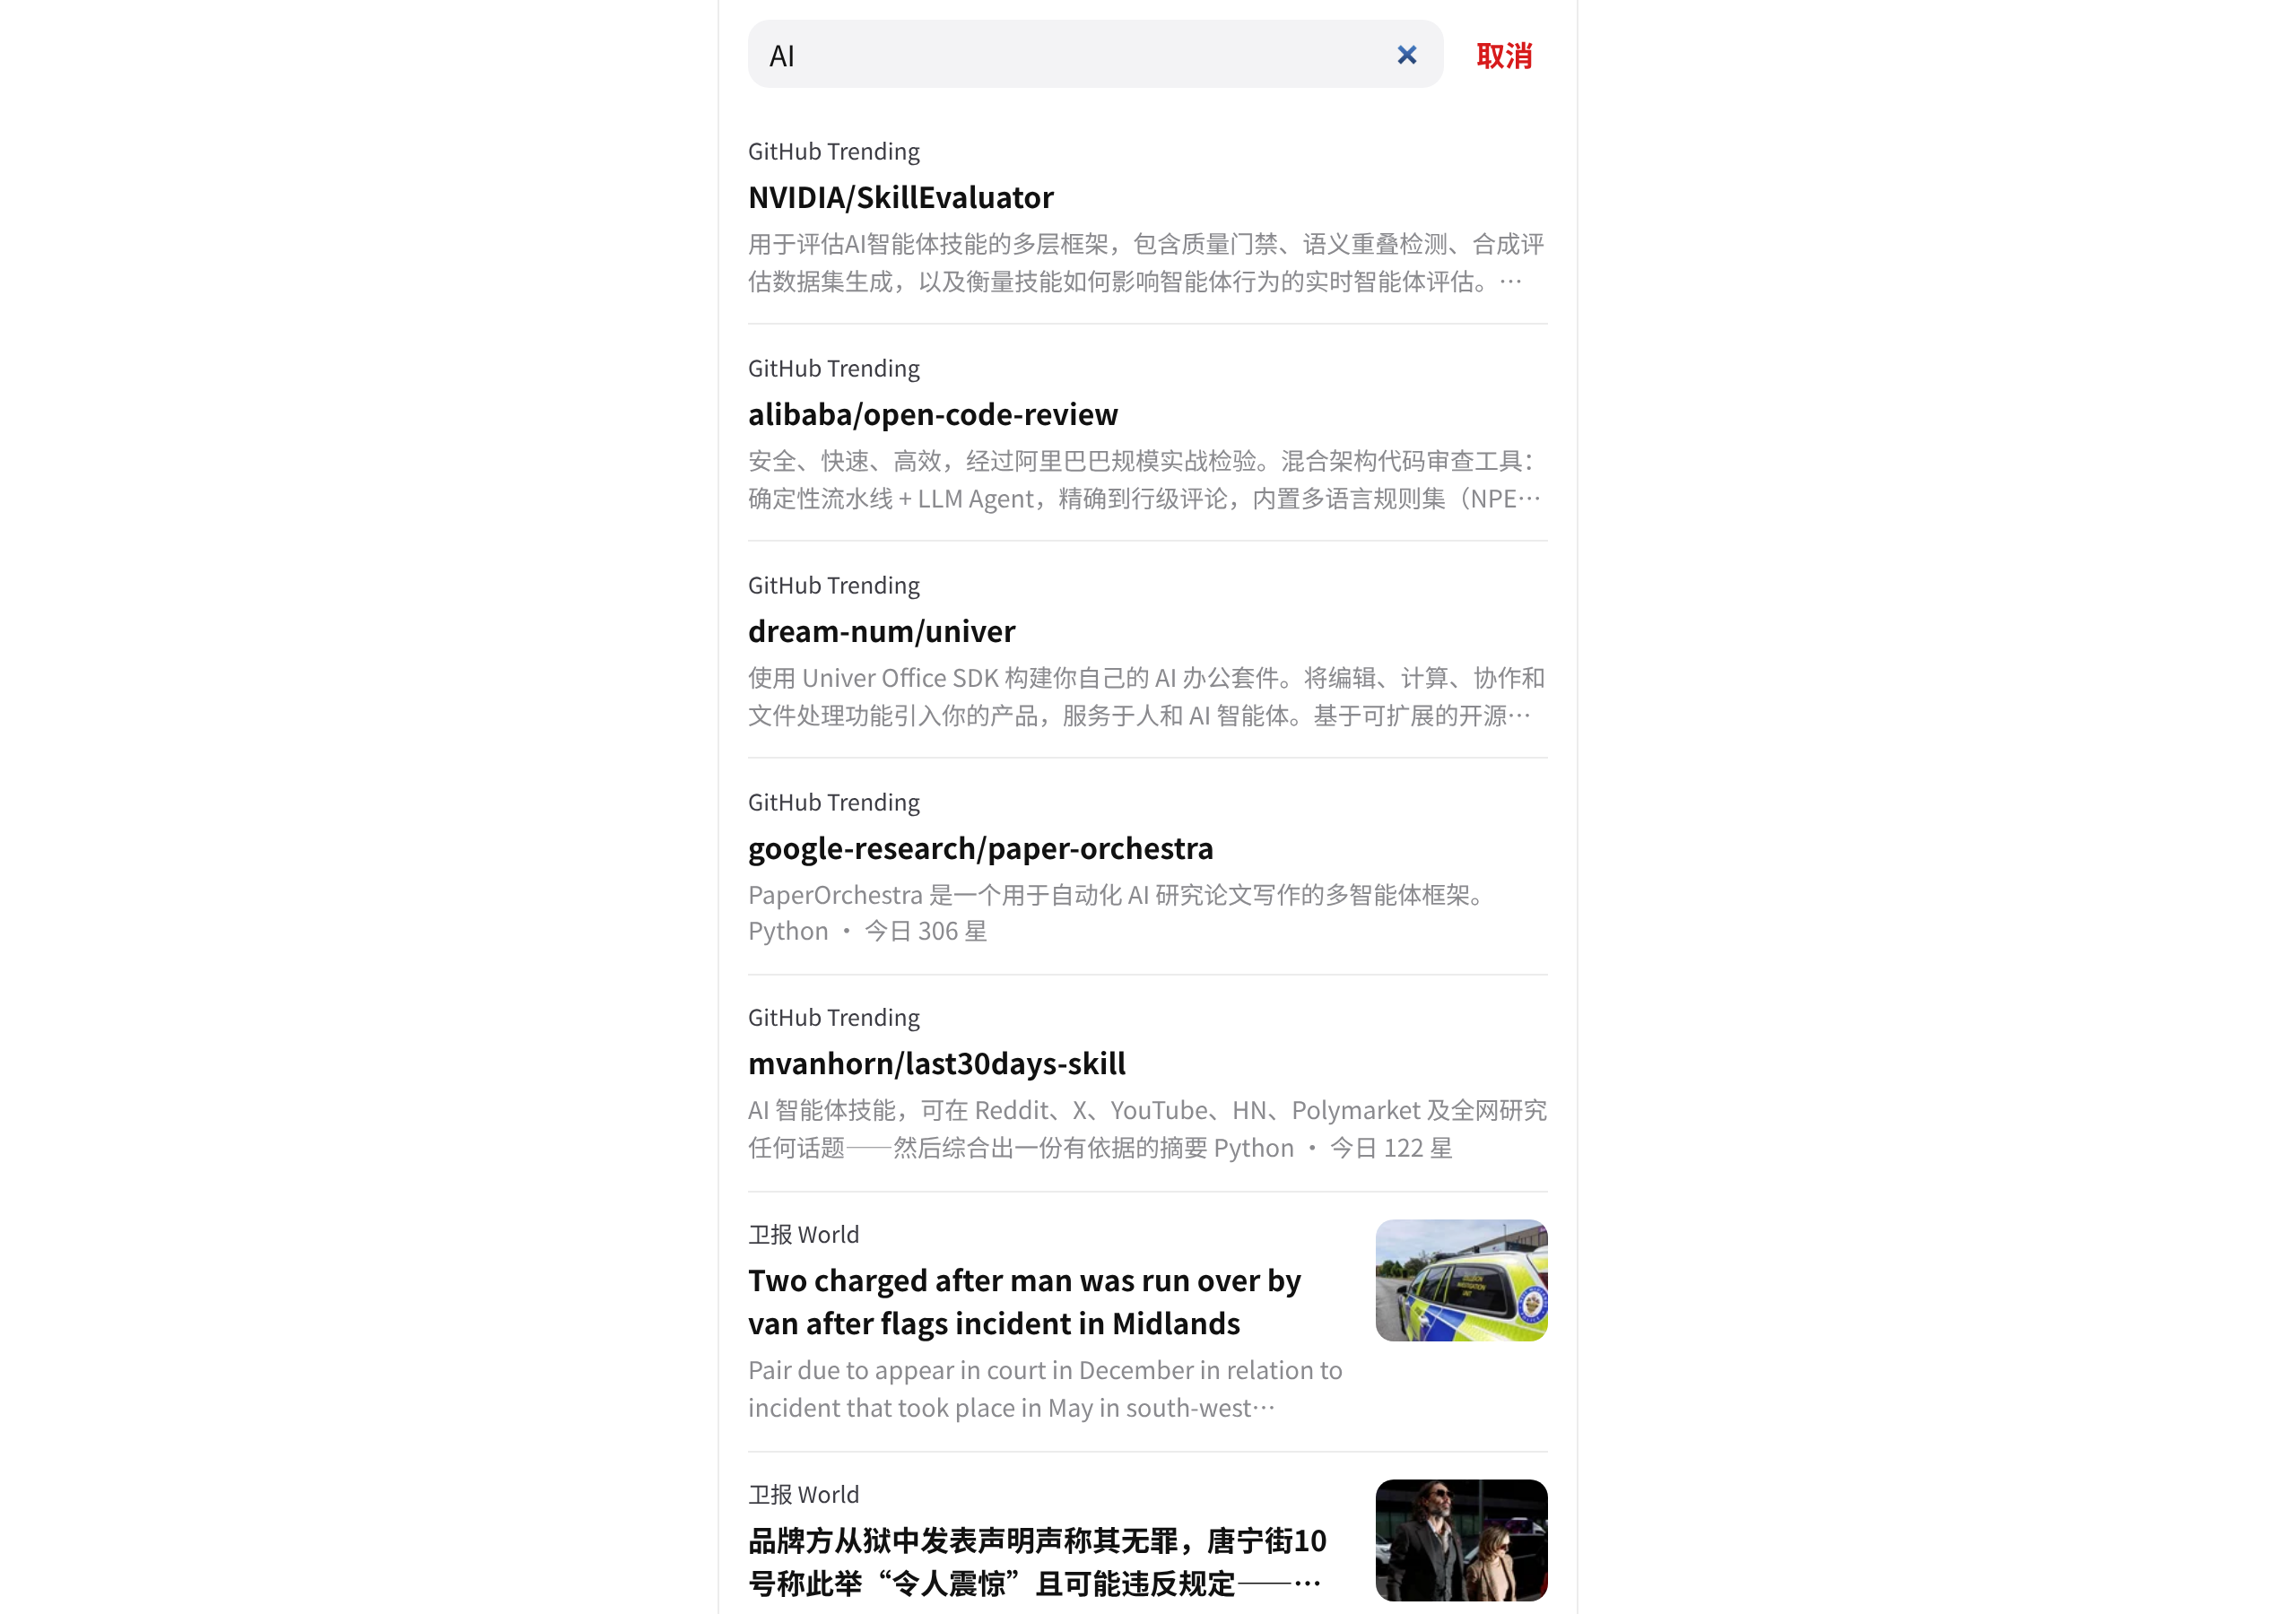 AI
取消
GitHub Trending
NVIDIA/SkillEvaluator
用于评估AI智能体技能的多层框架，包含质量门禁、语义重叠检测、合成评
估数据集生成，以及衡量技能如何影响智能体行为的实时智能体评估。…
GitHub Trending
alibaba/open-code-review
安全、快速、高效，经过阿里巴巴规模实战检验。混合架构代码审查工具：
确定性流水线 + LLM Agent，精确到行级评论，内置多语言规则集（NPE…
GitHub Trending
dream-num/univer
使用 Univer Office SDK 构建你自己的 AI 办公套件。将编辑、计算、协作和
文件处理功能引入你的产品，服务于人和 AI 智能体。基于可扩展的开源…
GitHub Trending
google-research/paper-orchestra
PaperOrchestra 是一个用于自动化 AI 研究论文写作的多智能体框架。
Python • 今日 306 星
GitHub Trending
mvanhorn/last30days-skill
AI 智能体技能，可在 Reddit、X、YouTube、HN、Polymarket 及全网研究
任何话题——然后综合出一份有依据的摘要 Python • 今日 122 星
卫报 World
Two charged after man was run over by
van after flags incident in Midlands
Pair due to appear in court in December in relation to
incident that took place in May in south-west…
卫报 World
品牌方从狱中发表声明声称其无罪，唐宁街10
号称此举“令人震惊”且可能违反规定——…